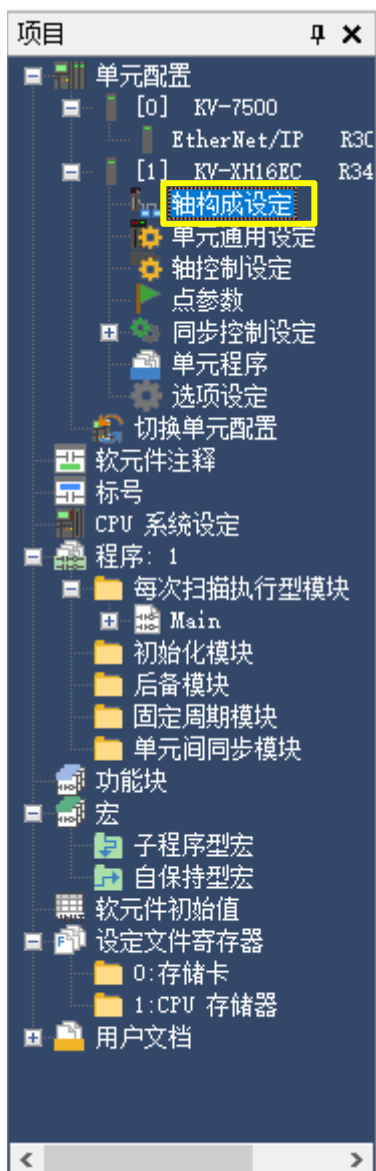 项目
单元配置
[0] KV-7500
EtherNet/IP R30
[1] KV-XH16EC R34
轴构成设定
单元通用设定
轴控制设定
点参数
同步控制设定
单元程序
选项设定
切换单元配置
软元件注释
标号
CPU 系统设定
程序: 1
每次扫描执行型模块
Main
初始化模块
后备模块
固定周期模块
单元间同步模块
功能块
宏
子程序型宏
自保持型宏
软元件初始值
设定文件寄存器
0:存储卡
1:CPU 存储器
用户文档